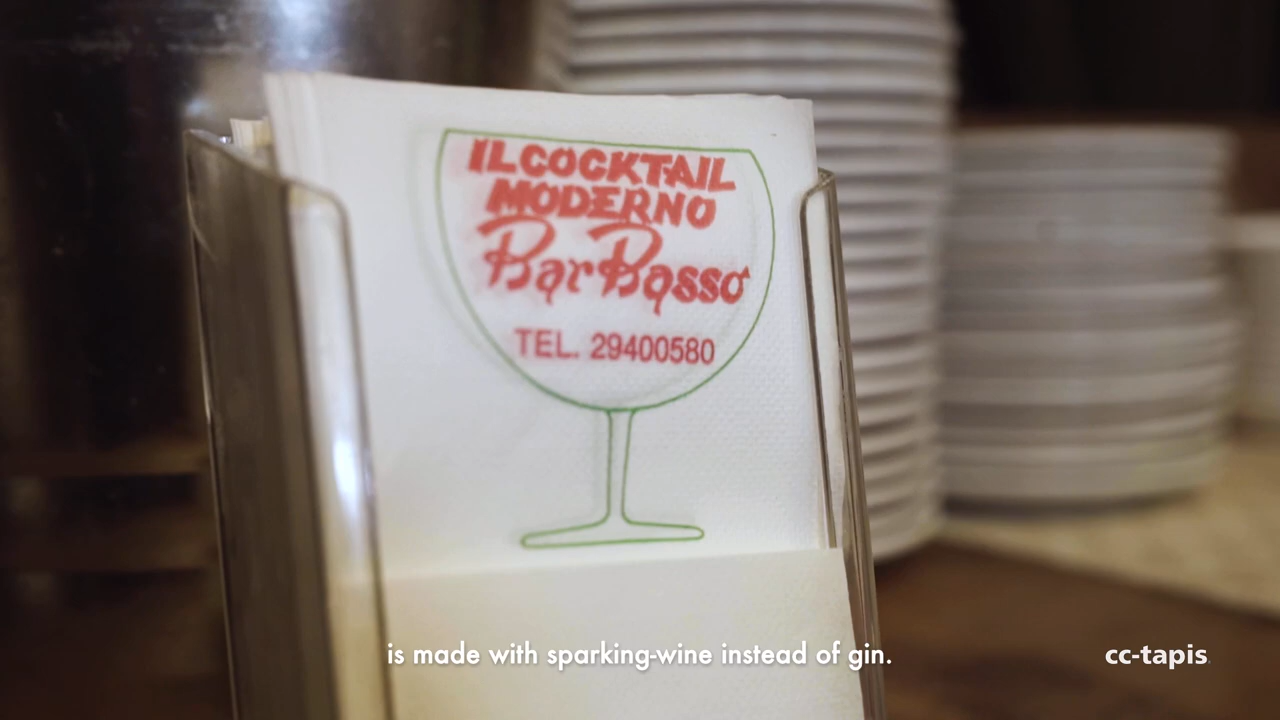 IL COCKTAIL
MODERNO
Bar Basso
TEL. 29400580
is made with sparking-wine instead of gin.
cc-tapis